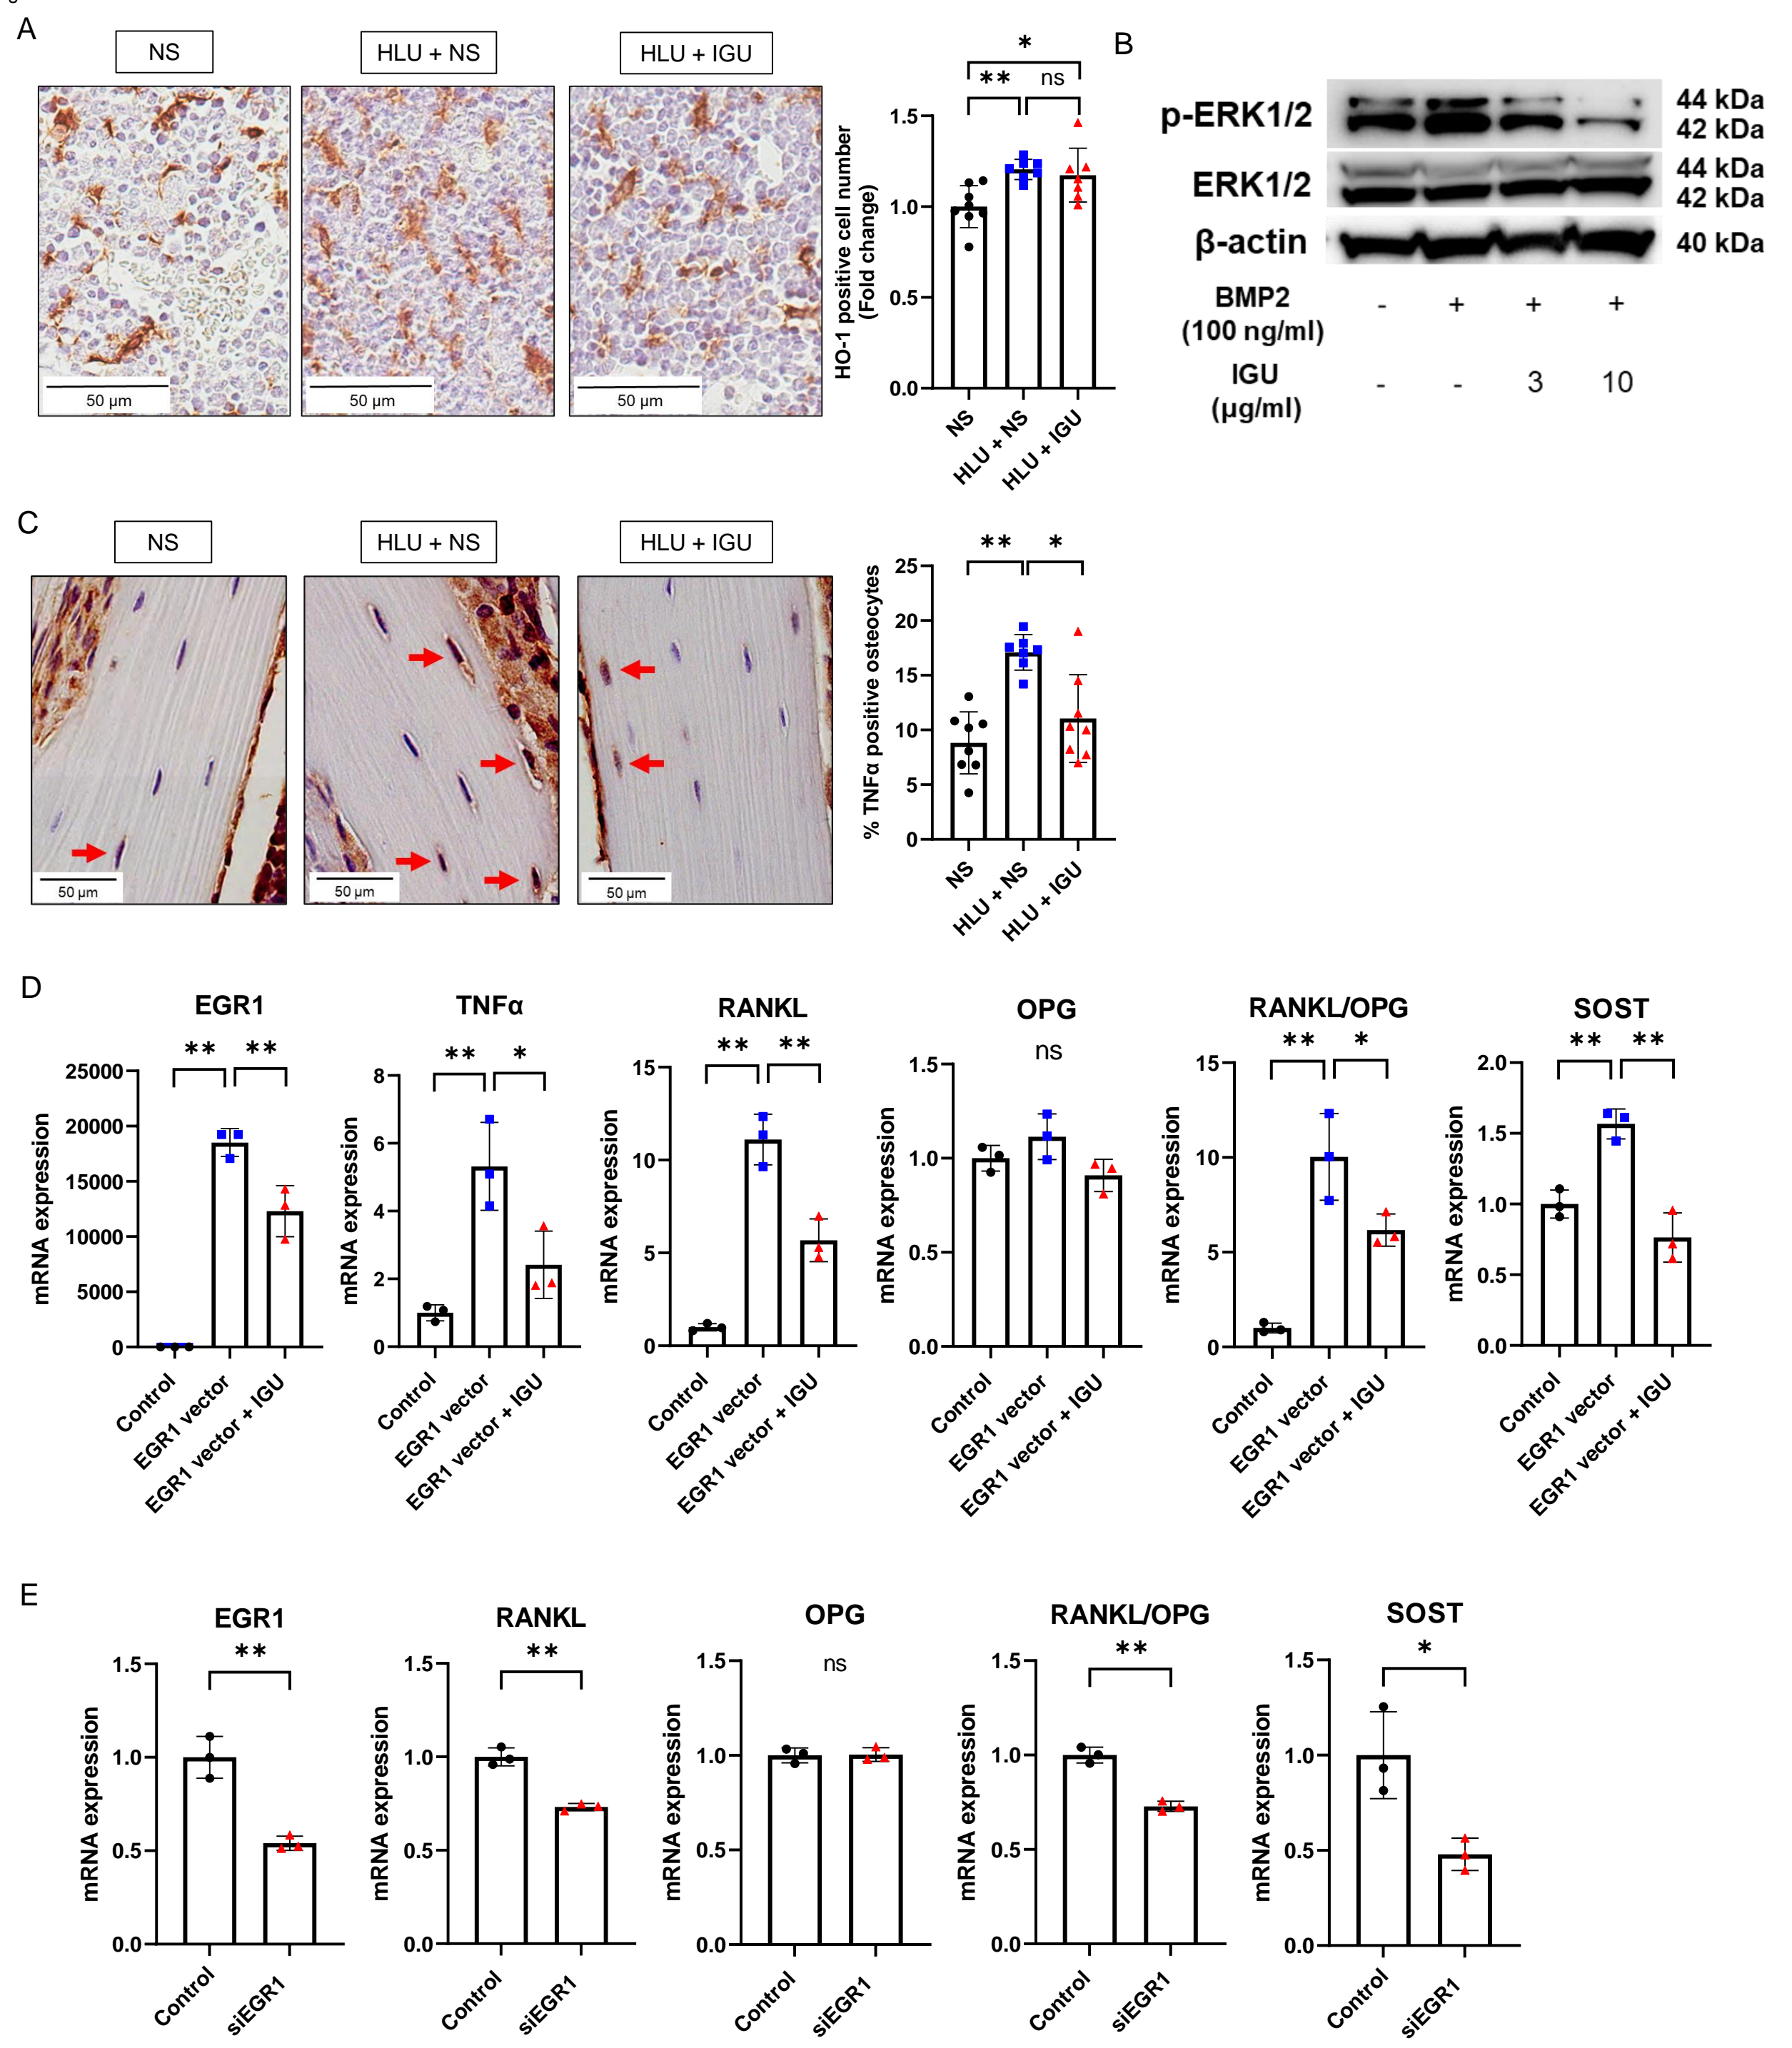 A
NS
HLU + NS
HLU + IGU
50 µm
50 µm
50 µm
HO-1 positive cell number
(Fold change)
*
** ns
1.5
1.0
0.5
0.0
NS
HLU + NS
HLU + IGU
B
p-ERK1/2
44 kDa
42 kDa
ERK1/2
44 kDa
42 kDa
β-actin
40 kDa
BMP2
(100 ng/ml)
- + + +
IGU
(µg/ml)
- - 3 10
C
NS
HLU + NS
HLU + IGU
50 µm
50 µm
50 µm
% TNFα positive osteocytes
** *
25
20
15
10
5
0
NS
HLU + NS
HLU + IGU
D
EGR1
** **
mRNA expression
25000
20000
15000
10000
5000
0
Control
EGR1 vector
EGR1 vector + IGU
TNFα
** *
mRNA expression
8
6
4
2
0
Control
EGR1 vector
EGR1 vector + IGU
RANKL
** **
mRNA expression
15
10
5
0
Control
EGR1 vector
EGR1 vector + IGU
OPG
ns
mRNA expression
1.5
1.0
0.5
0.0
Control
EGR1 vector
EGR1 vector + IGU
RANKL/OPG
** *
mRNA expression
15
10
5
0
Control
EGR1 vector
EGR1 vector + IGU
SOST
** **
mRNA expression
2.0
1.5
1.0
0.5
0.0
Control
EGR1 vector
EGR1 vector + IGU
E
EGR1
**
mRNA expression
1.5
1.0
0.5
0.0
Control
siEGR1
RANKL
**
mRNA expression
1.5
1.0
0.5
0.0
Control
siEGR1
OPG
ns
mRNA expression
1.5
1.0
0.5
0.0
Control
siEGR1
RANKL/OPG
**
mRNA expression
1.5
1.0
0.5
0.0
Control
siEGR1
SOST
*
mRNA expression
1.5
1.0
0.5
0.0
Control
siEGR1